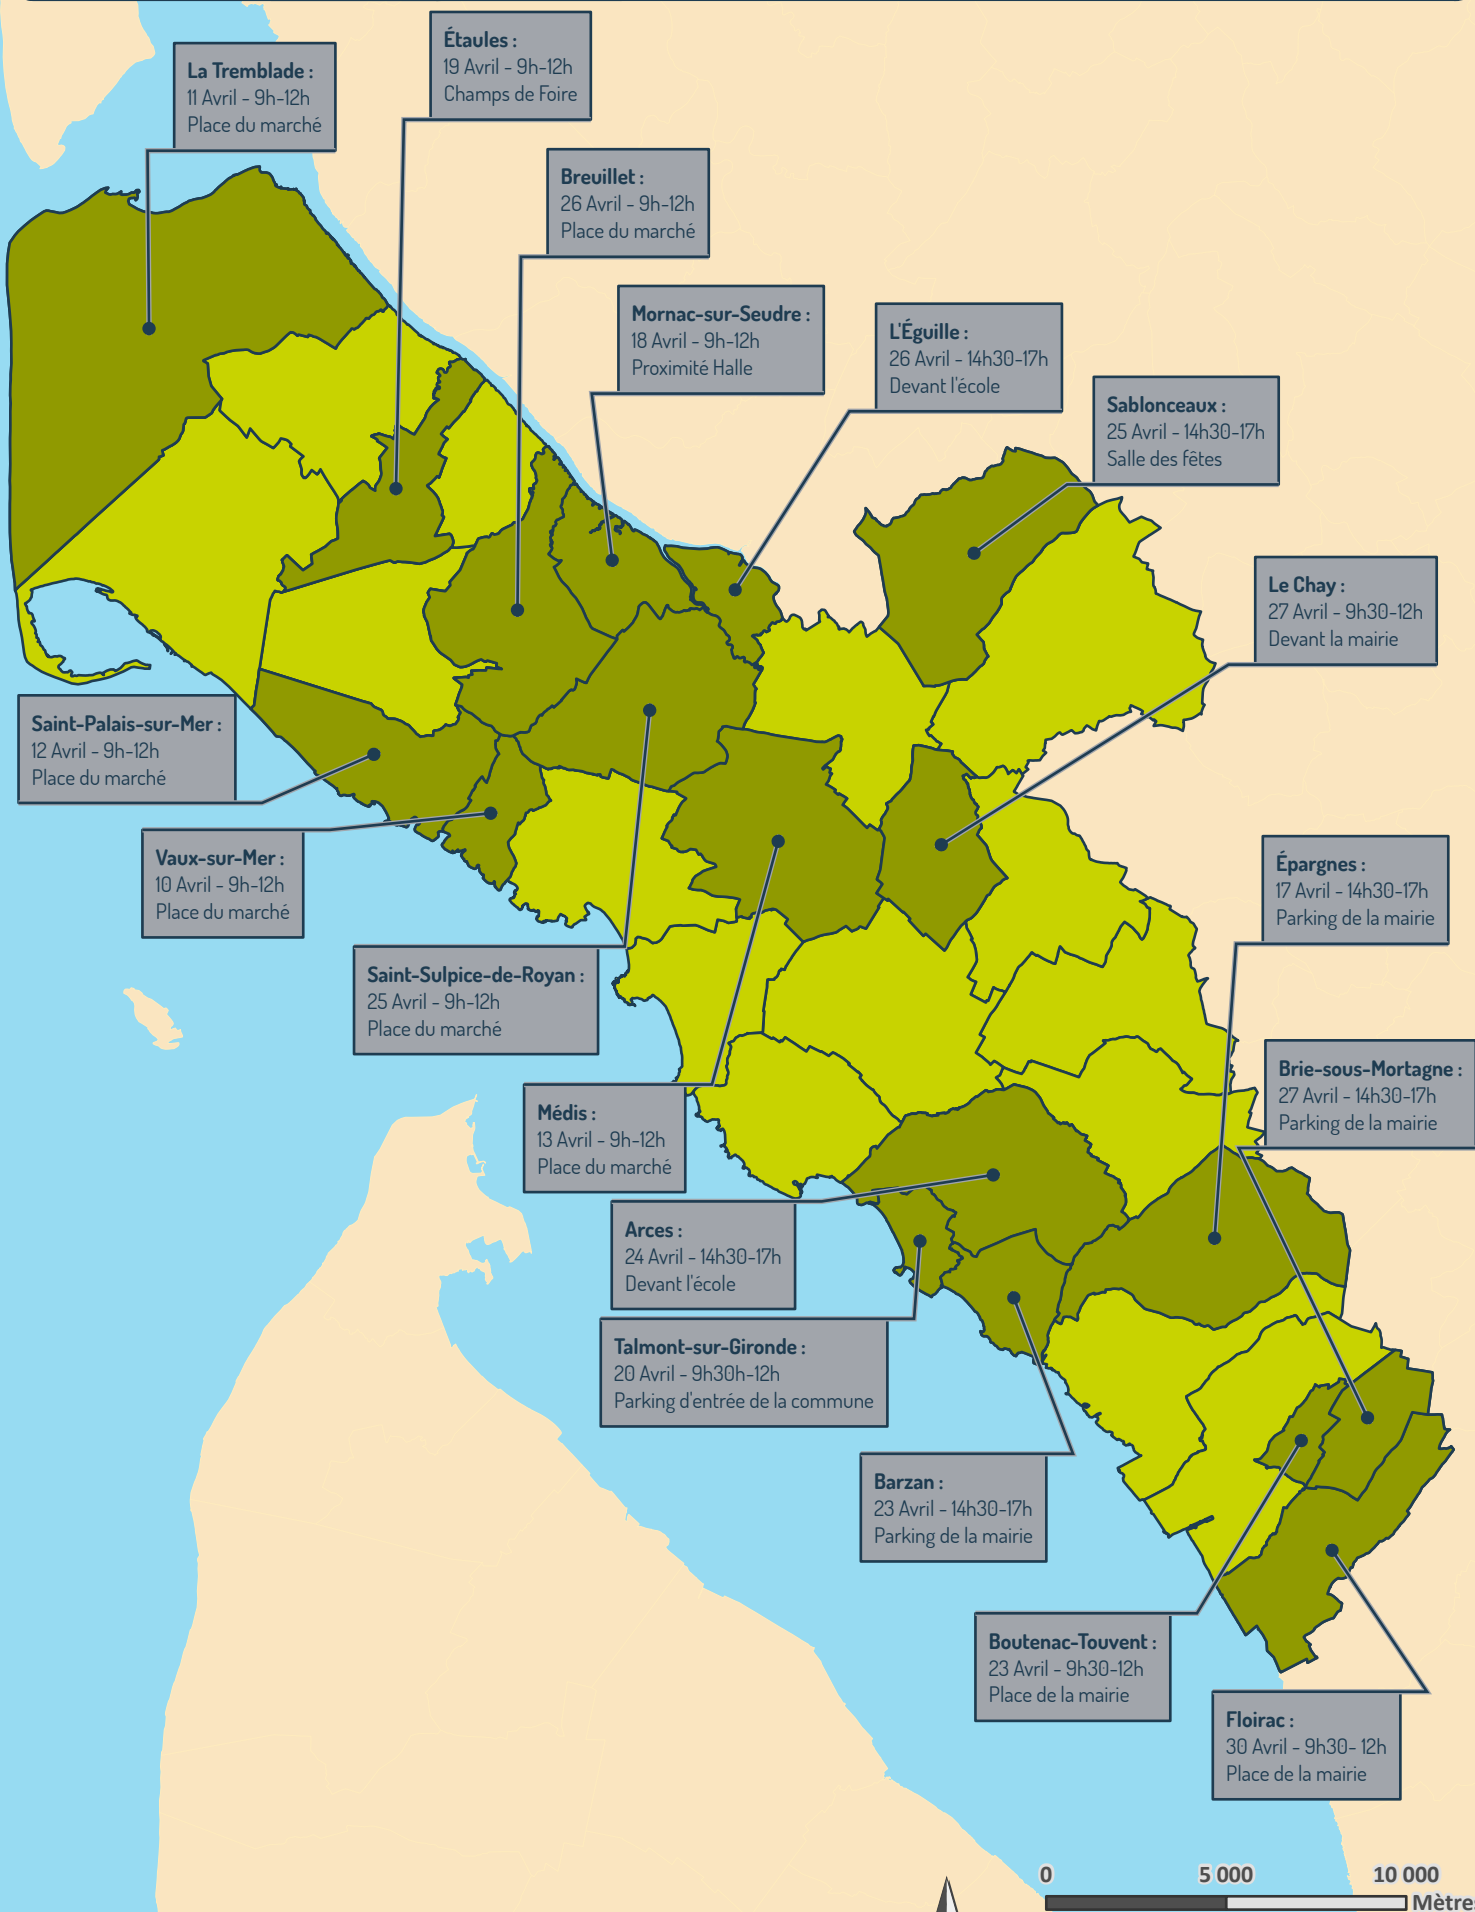 Étaules :
19 Avril - 9h-12h
Champs de Foire
La Tremblade :
11 Avril - 9h-12h
Place du marché
Breuillet :
26 Avril - 9h-12h
Place du marché
Mornac-sur-Seudre :
18 Avril - 9h-12h
Proximité Halle
L'Éguille :
26 Avril - 14h30-17h
Devant l'école
Sablonceaux :
25 Avril - 14h30-17h
Salle des fêtes
Le Chay :
27 Avril - 9h30-12h
Devant la mairie
Saint-Palais-sur-Mer :
12 Avril - 9h-12h
Place du marché
Vaux-sur-Mer :
10 Avril - 9h-12h
Place du marché
Épargnes :
17 Avril - 14h30-17h
Parking de la mairie
Saint-Sulpice-de-Royan :
25 Avril - 9h-12h
Place du marché
Brie-sous-Mortagne :
27 Avril - 14h30-17h
Parking de la mairie
Médis :
13 Avril - 9h-12h
Place du marché
Arces :
24 Avril - 14h30-17h
Devant l'école
Talmont-sur-Gironde :
20 Avril - 9h30h-12h
Parking d'entrée de la commune
Barzan :
23 Avril - 14h30-17h
Parking de la mairie
Boutenac-Touvent :
23 Avril - 9h30-12h
Place de la mairie
Floirac :
30 Avril - 9h30- 12h
Place de la mairie
0 5 000 10 000
Mètres